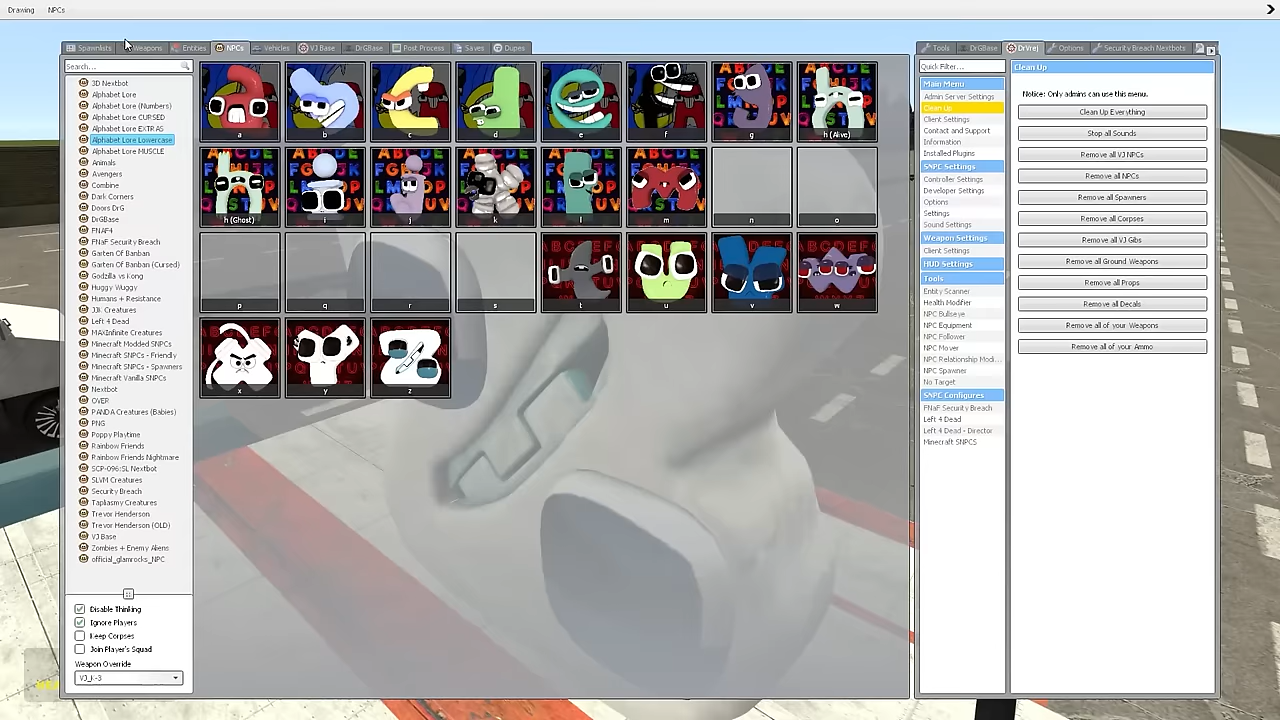 Drawing NPCs
Spawnlists Weapons Entities NPCs Vehicles VJ Base DrGBase Post Process Saves Dupes
Search...
3D Nextbot
Alphabet Lore
Alphabet Lore (Numbers)
Alphabet Lore CURSED
Alphabet Lore EXTRAS
Alphabet Lore Lowercase
Alphabet Lore MUSCLE
Animals
Avengers
Combine
Dark Corners
Doors DrG
DrGBase
FNAF4
FNaF Security Breach
Garten Of Banban
Garten Of Banban (Cursed)
Godzilla vs Kong
Huggy Wuggy
Humans + Resistance
JJK Creatures
Left 4 Dead
MAXInfinite Creatures
Minecraft Modded SNPCs
Minecraft SNPCs - Friendly
Minecraft SNPCs - Spawners
Minecraft Vanilla SNPCs
Nextbot
OVER
PANDA Creatures (Babies)
PNG
Poppy Playtime
Rainbow Friends
Rainbow Friends Nightmare
SCP-096:SL Nextbot
SLVM Creatures
Security Breach
Tapliasmy Creatures
Trevor Henderson
Trevor Henderson (OLD)
VJ Base
Zombies + Enemy Aliens
official_glamrocks_NPC
Disable Thinking
Ignore Players
Keep Corpses
Join Player's Squad
Weapon Override
a b c d e f g h (Alive)
h (Ghost) i j k l m n o
p q r s t u v w
x y z
Tools DrGBase DrVrej Options Security Breach Nextbots
Quick Filter...
Main Menu
Admin Server Settings
Clean Up
Client Settings
Contact and Support
Information
Installed Plugins
SNPC Settings
Controller Settings
Developer Settings
Options
Settings
Sound Settings
Weapon Settings
Client Settings
HUD Settings
Tools
Entity Scanner
Health Modifier
NPC Bullseye
NPC Equipment
NPC Follower
NPC Mover
NPC Relationship Modi...
NPC Spawner
No Target
SNPC Configures
FNaF Security Breach
Left 4 Dead
Left 4 Dead - Director
Minecraft SNPCS
Clean Up
Notice: Only admins can use this menu.
Clean Up Everything
Stop all Sounds
Remove all VJ NPCs
Remove all NPCs
Remove all Spawners
Remove all Corpses
Remove all VJ Gibs
Remove all Ground Weapons
Remove all Props
Remove all Decals
Remove all of your Weapons
Remove all of your Ammo